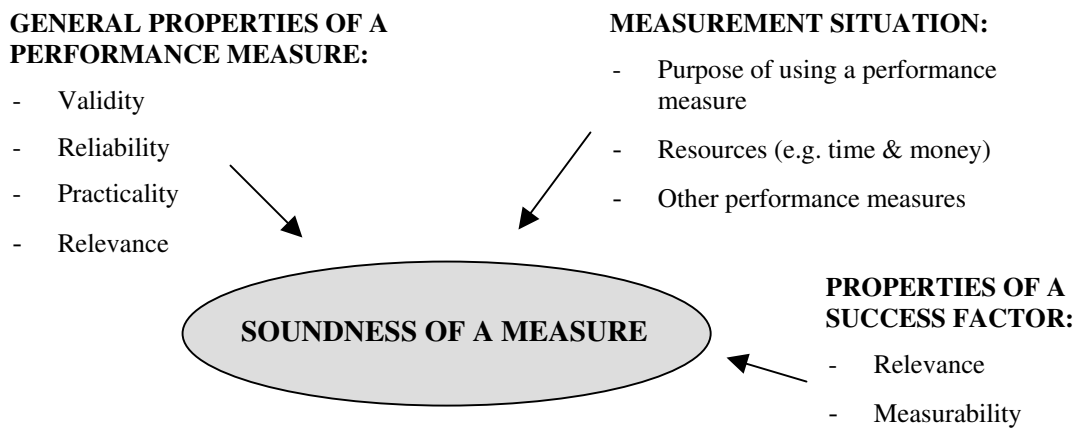 GENERAL PROPERTIES OF A
PERFORMANCE MEASURE:
- Validity
- Reliability
- Practicality
- Relevance
MEASUREMENT SITUATION:
- Purpose of using a performance
measure
- Resources (e.g. time & money)
- Other performance measures
SOUNDNESS OF A MEASURE
PROPERTIES OF A
SUCCESS FACTOR:
- Relevance
- Measurability